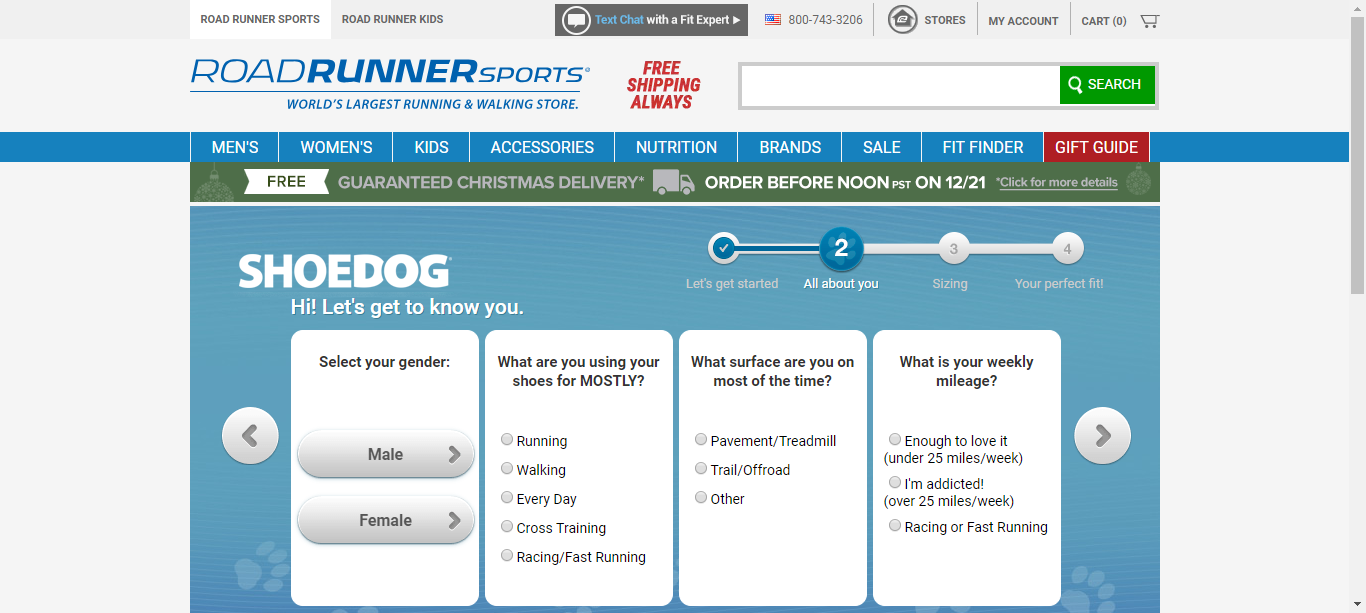 ROAD RUNNER SPORTS
ROAD RUNNER KIDS
Text Chat with a Fit Expert
800-743-3206
STORES
MY ACCOUNT
CART (0)
ROADRUNNERSPORTS®
WORLD'S LARGEST RUNNING & WALKING STORE.
FREE
SHIPPING
ALWAYS
SEARCH
MEN'S
WOMEN'S
KIDS
ACCESSORIES
NUTRITION
BRANDS
SALE
FIT FINDER
GIFT GUIDE
FREE GUARANTEED CHRISTMAS DELIVERY* ORDER BEFORE NOON PST ON 12/21 *Click for more details
2
3
4
Let's get started
All about you
Sizing
Your perfect fit!
SHOEDOG
Hi! Let's get to know you.
Select your gender:
Male
Female
What are you using your
shoes for MOSTLY?
Running
Walking
Every Day
Cross Training
Racing/Fast Running
What surface are you on
most of the time?
Pavement/Treadmill
Trail/Offroad
Other
What is your weekly
mileage?
Enough to love it
(under 25 miles/week)
I'm addicted!
(over 25 miles/week)
Racing or Fast Running